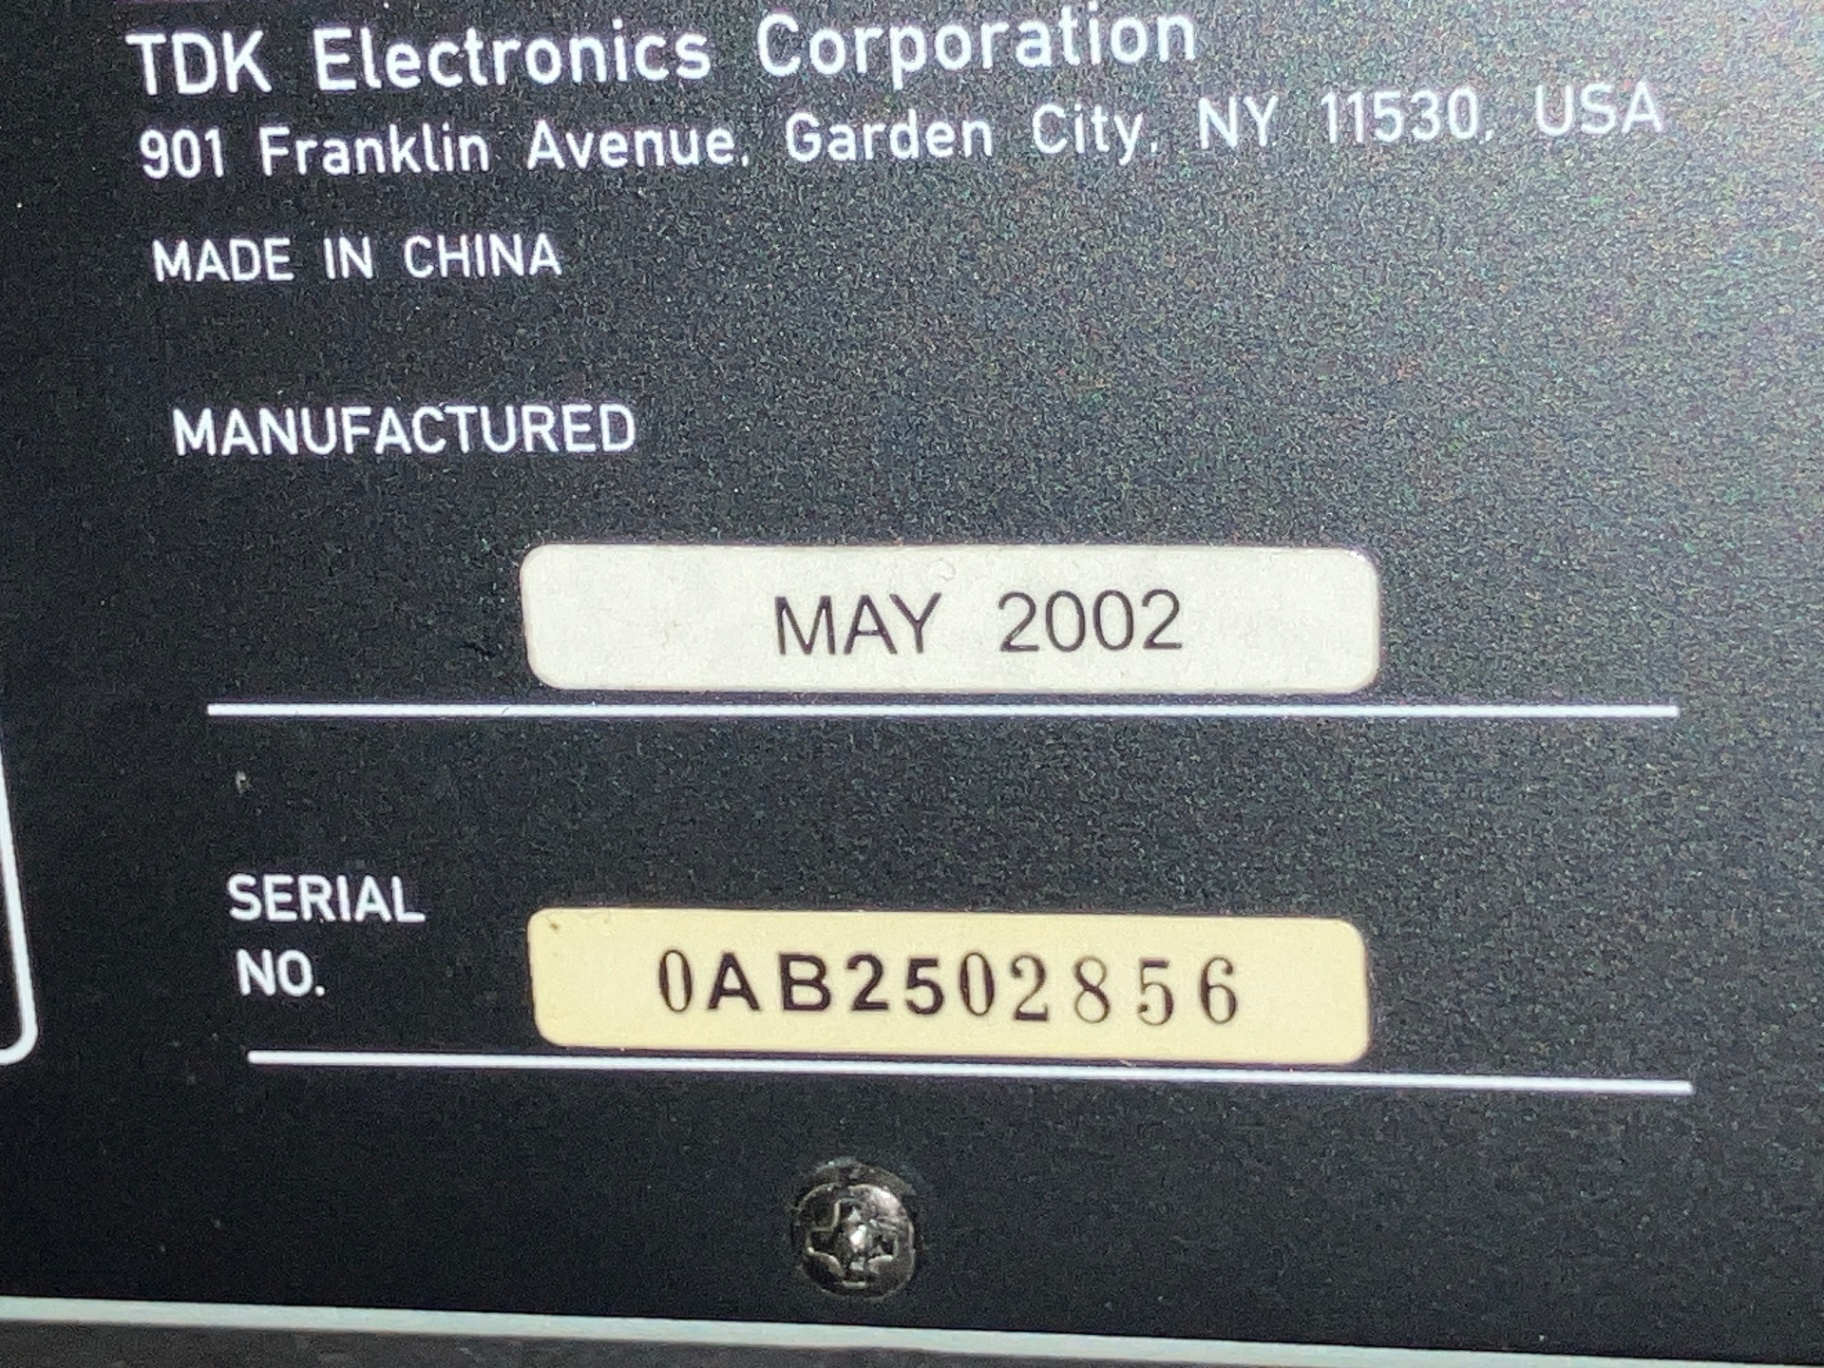 TDK Electronics Corporation
901 Franklin Avenue, Garden City, NY 11530, USA
MADE IN CHINA
MANUFACTURED
MAY 2002
SERIAL
NO.
0AB2502856